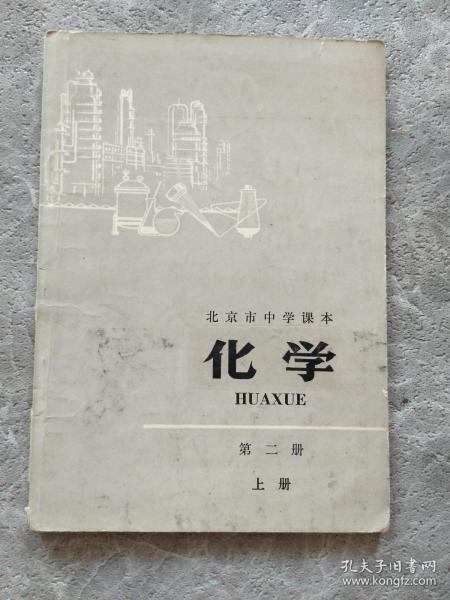 北京市中学课本
化学
HUAXUE
第二册
上册
孔夫子旧书网
www.kongfz.com